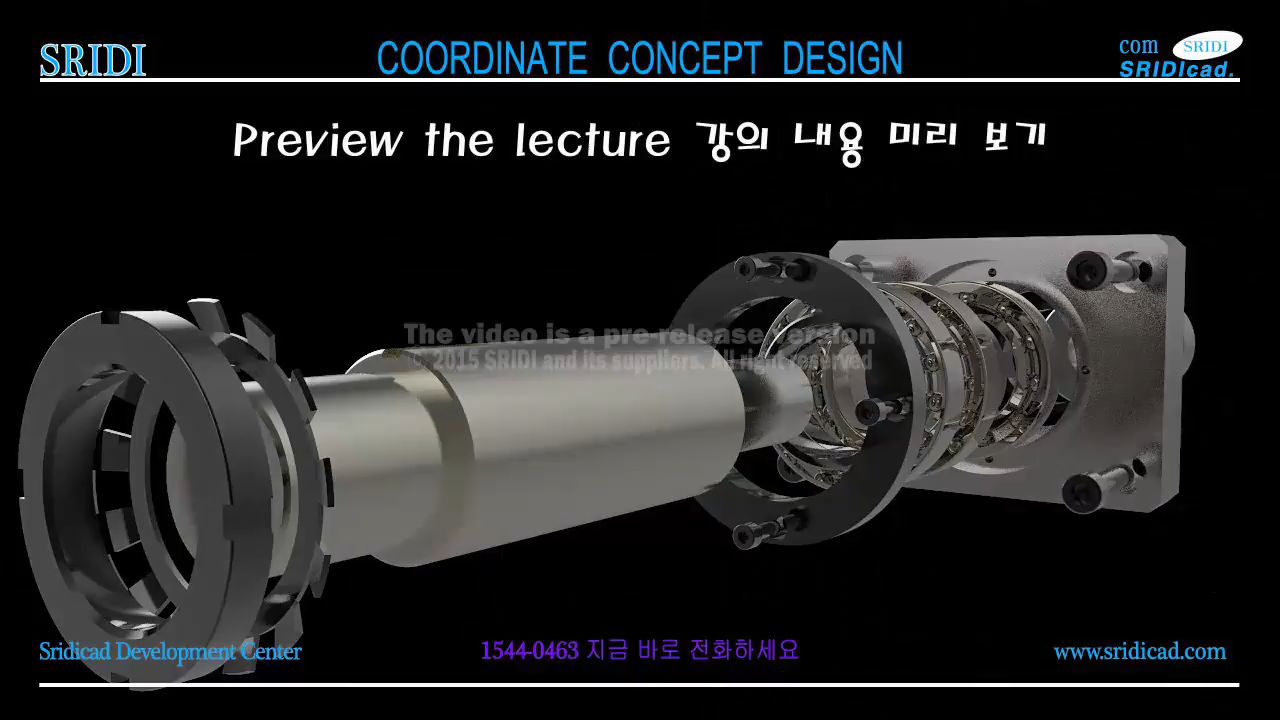 SRIDI
COORDINATE CONCEPT DESIGN
com SRIDI
SRIDIcad.
Preview the lecture 강의 내용 미리 보기
The video is a pre-release version
© 2015 SRIDI and its suppliers. All right reserved
Sridicad Development Center
1544-0463 지금 바로 전화하세요
www.sridicad.com